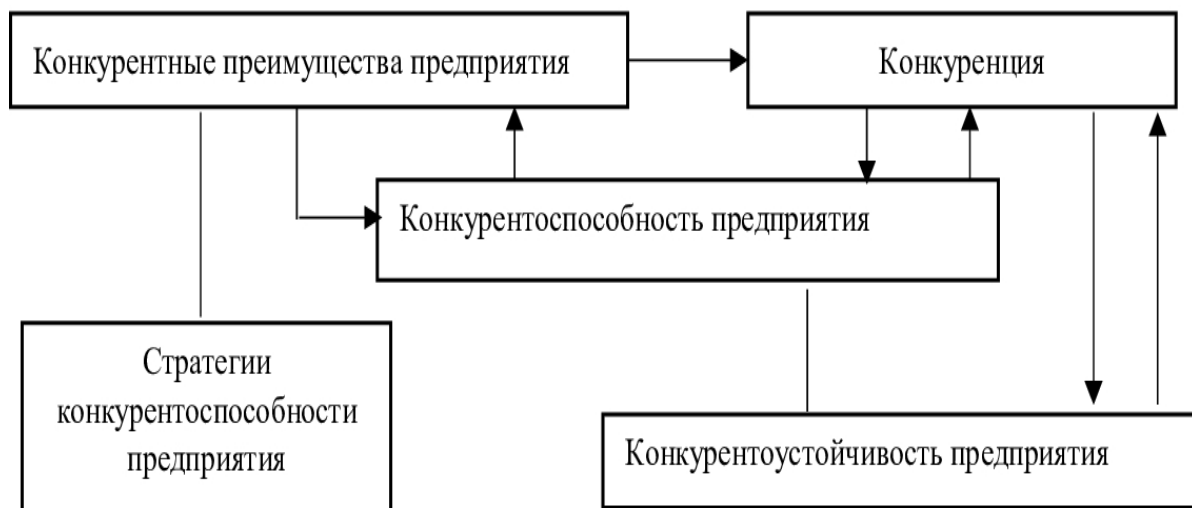 Конкурентные преимущества предприятия
Конкуренция
Конкурентоспособность предприятия
Стратегии
конкурентоспособности
предприятия
Конкурентоустойчивость предприятия